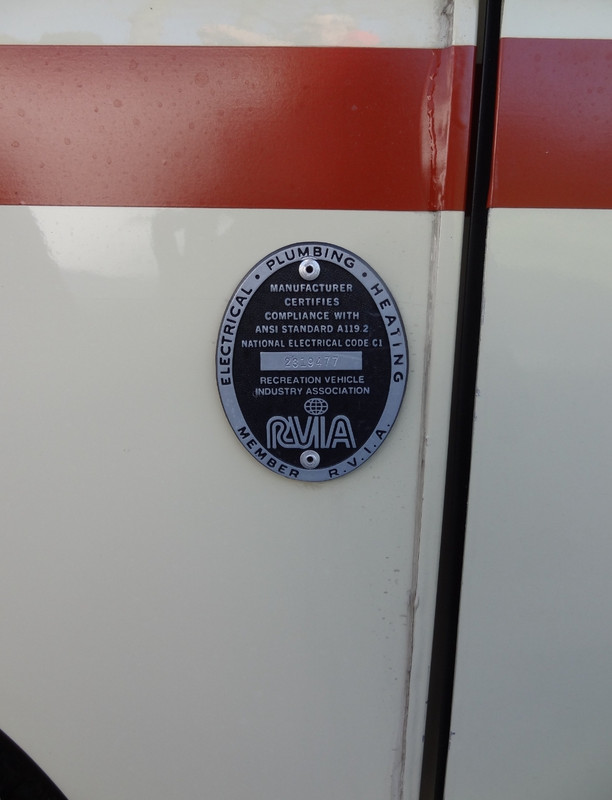 ELECTRICAL • PLUMBING • HEATING
MANUFACTURER
CERTIFIES
COMPLIANCE WITH
ANSI STANDARD A119.2
NATIONAL ELECTRICAL CODE C1
2319477
RECREATION VEHICLE
INDUSTRY ASSOCIATION
RVIA
MEMBER R.V.I.A.